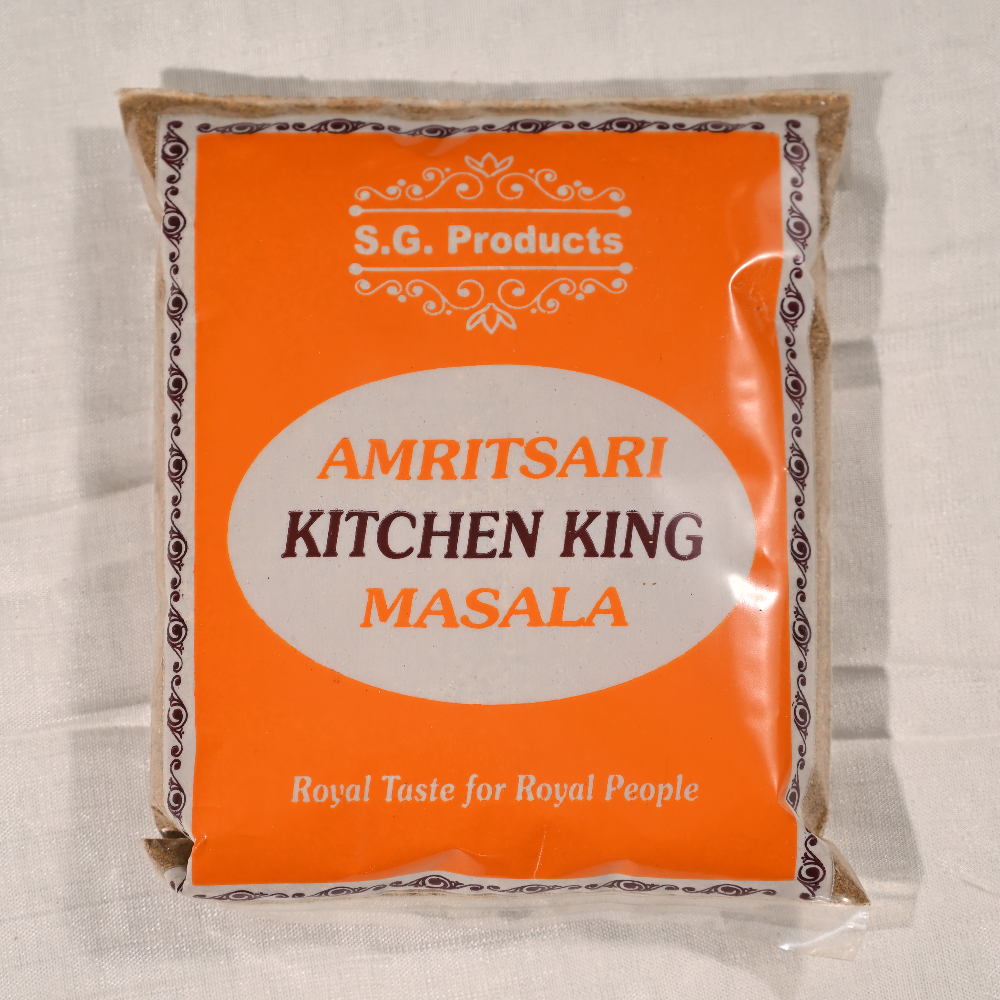 S.G. Products
AMRITSARI
KITCHEN KING
MASALA
Royal Taste for Royal People